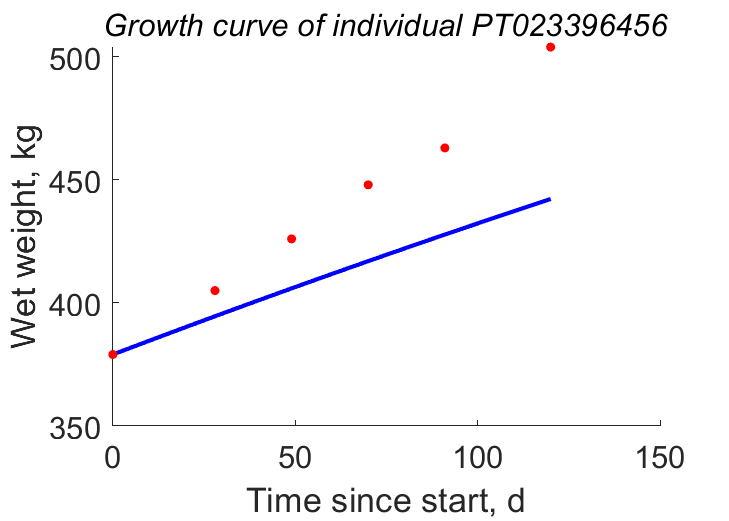 Growth curve of individual PT023396456
500
450
400
350
Wet weight, kg
0 50 100 150
Time since start, d